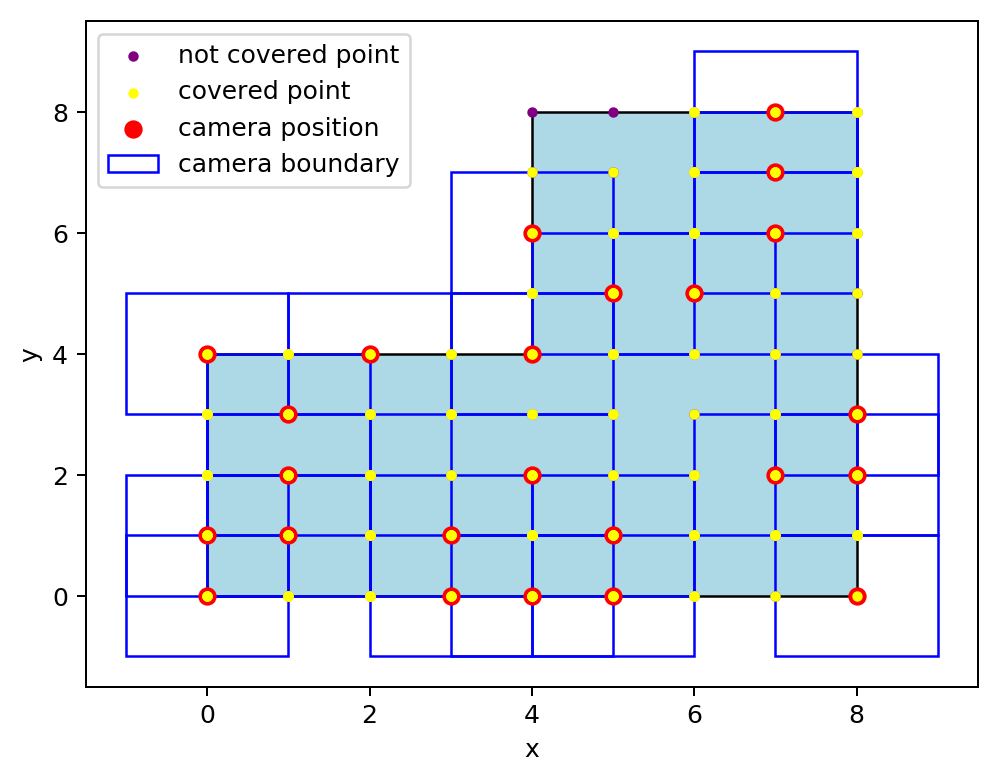 not covered point
covered point
camera position
camera boundary
8
6
4
2
0
y
0 2 4 6 8
x